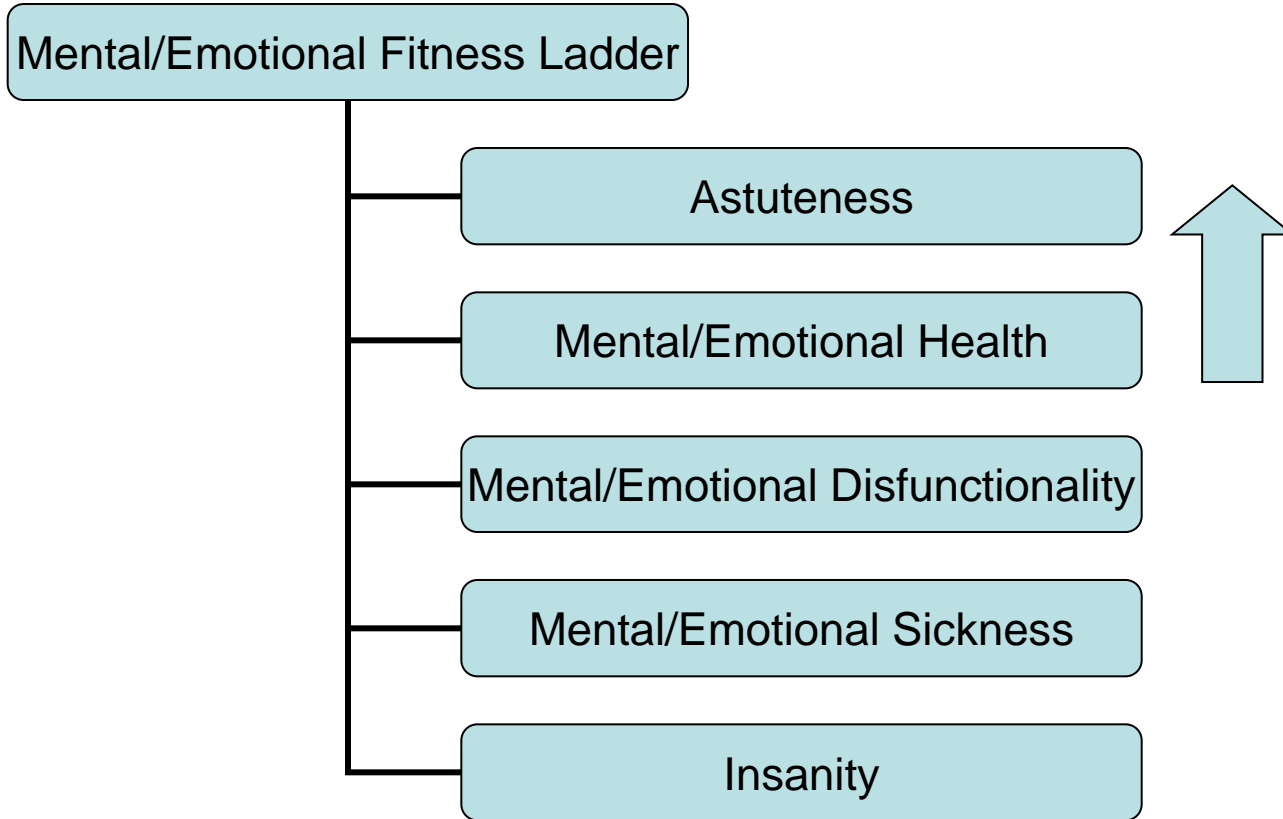 Mental/Emotional Fitness Ladder
Astuteness
Mental/Emotional Health
Mental/Emotional Disfunctionality
Mental/Emotional Sickness
Insanity